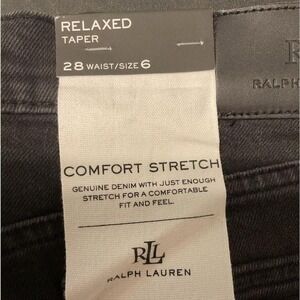 RELAXED
TAPER
28 WAIST/SIZE 6
RALPH
COMFORT STRETCH
GENUINE DENIM WITH JUST ENOUGH
STRETCH FOR A COMFORTABLE
FIT AND FEEL.
RLL
RALPH LAUREN